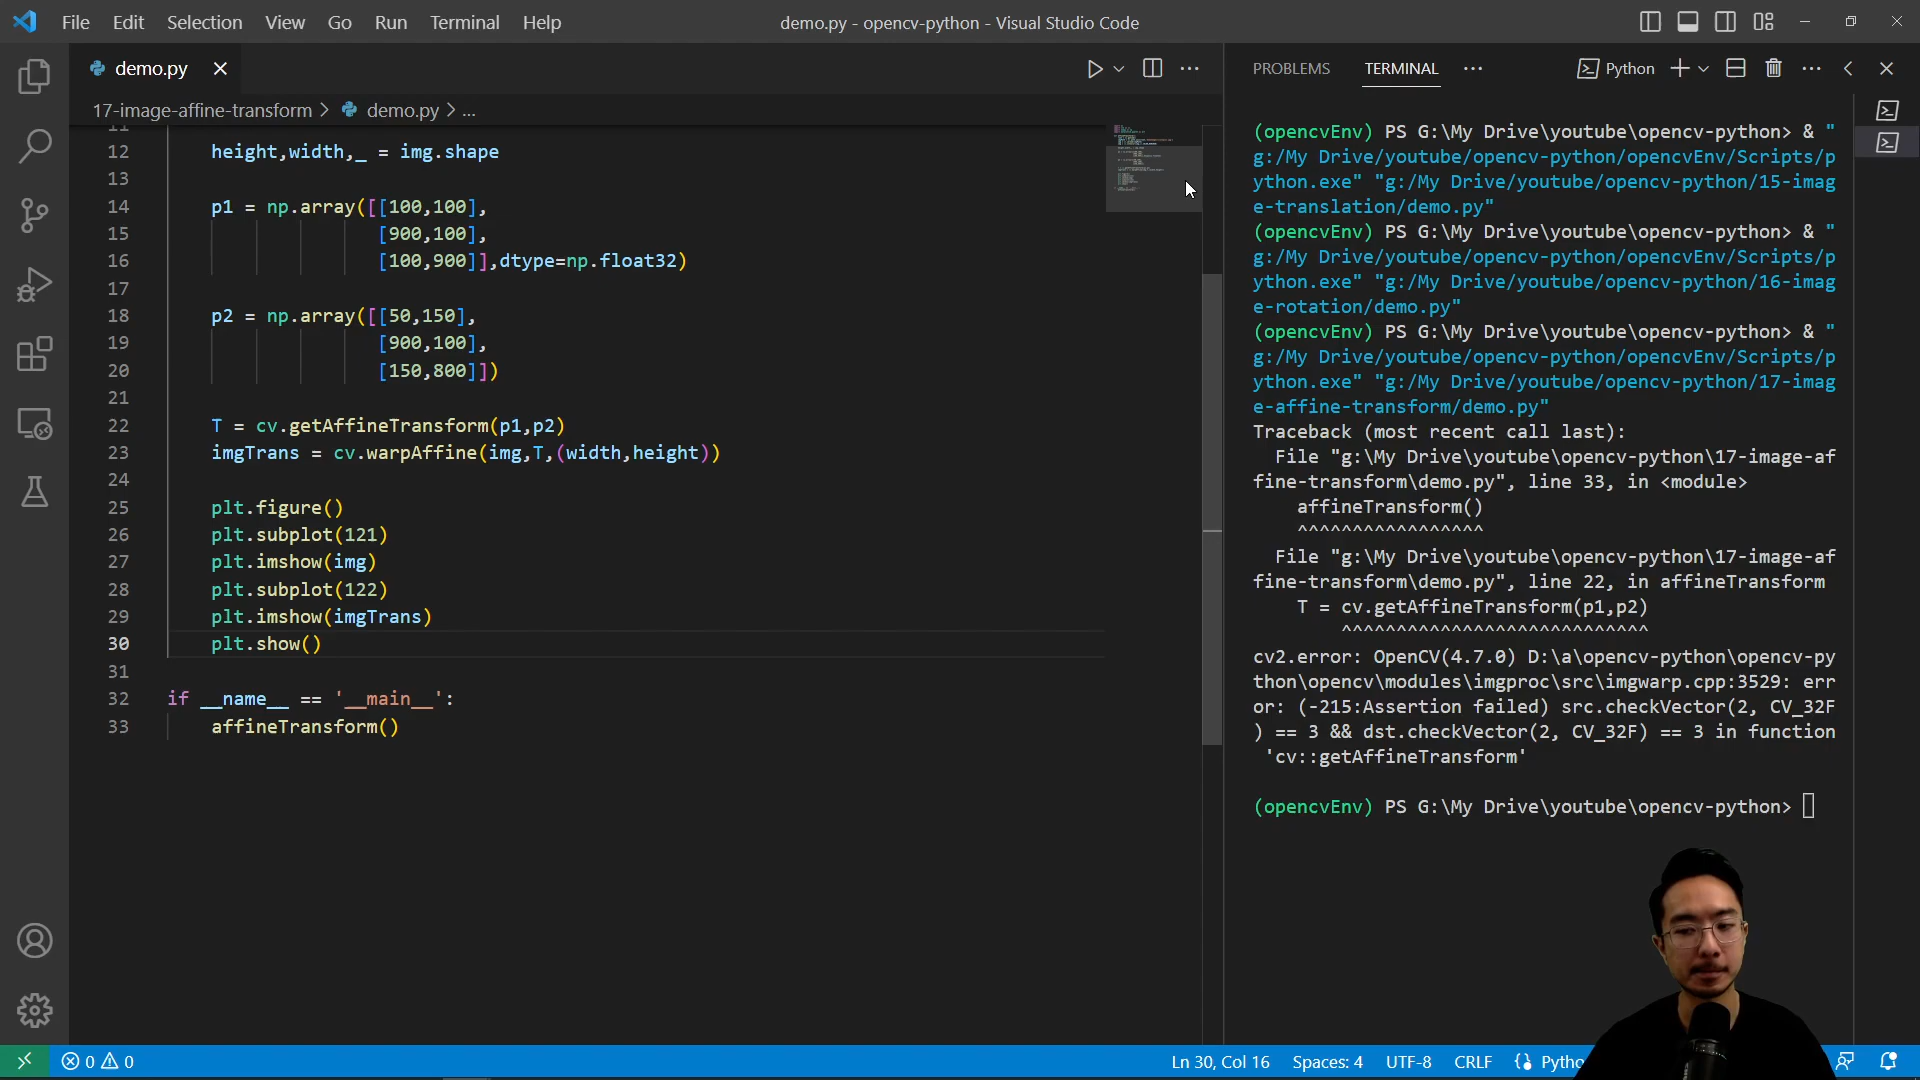 File Edit Selection View Go Run Terminal Help
demo.py - opencv-python - Visual Studio Code
demo.py
17-image-affine-transform > demo.py > ...
11
12 height,width,_ = img.shape
13
14 p1 = np.array([[100,100],
15 [900,100],
16 [100,900]],dtype=np.float32)
17
18 p2 = np.array([[50,150],
19 [900,100],
20 [150,800]])
21
22 T = cv.getAffineTransform(p1,p2)
23 imgTrans = cv.warpAffine(img,T,(width,height))
24
25 plt.figure()
26 plt.subplot(121)
27 plt.imshow(img)
28 plt.subplot(122)
29 plt.imshow(imgTrans)
30 plt.show()
31
32 if __name__ == '__main__':
33 affineTransform()
PROBLEMS TERMINAL ... Python
(opencvEnv) PS G:\My Drive\youtube\opencv-python> & "
g:/My Drive/youtube/opencv-python/opencvEnv/Scripts/p
ython.exe" "g:/My Drive/youtube/opencv-python/15-imag
e-translation/demo.py"
(opencvEnv) PS G:\My Drive\youtube\opencv-python> & "
g:/My Drive/youtube/opencv-python/opencvEnv/Scripts/p
ython.exe" "g:/My Drive/youtube/opencv-python/16-imag
e-rotation/demo.py"
(opencvEnv) PS G:\My Drive\youtube\opencv-python> & "
g:/My Drive/youtube/opencv-python/opencvEnv/Scripts/p
ython.exe" "g:/My Drive/youtube/opencv-python/17-imag
e-affine-transform/demo.py"
Traceback (most recent call last):
File "g:\My Drive\youtube\opencv-python\17-image-af
fine-transform\demo.py", line 33, in <module>
affineTransform()
^^^^^^^^^^^^^^^^^
File "g:\My Drive\youtube\opencv-python\17-image-af
fine-transform\demo.py", line 22, in affineTransform
T = cv.getAffineTransform(p1,p2)
^^^^^^^^^^^^^^^^^^^^^^^^^^^^
cv2.error: OpenCV(4.7.0) D:\a\opencv-python\opencv-py
thon\opencv\modules\imgproc\src\imgwarp.cpp:3529: err
or: (-215:Assertion failed) src.checkVector(2, CV_32F
) == 3 && dst.checkVector(2, CV_32F) == 3 in function
'cv::getAffineTransform'
(opencvEnv) PS G:\My Drive\youtube\opencv-python>
0 0 Ln 30, Col 16 Spaces: 4 UTF-8 CRLF